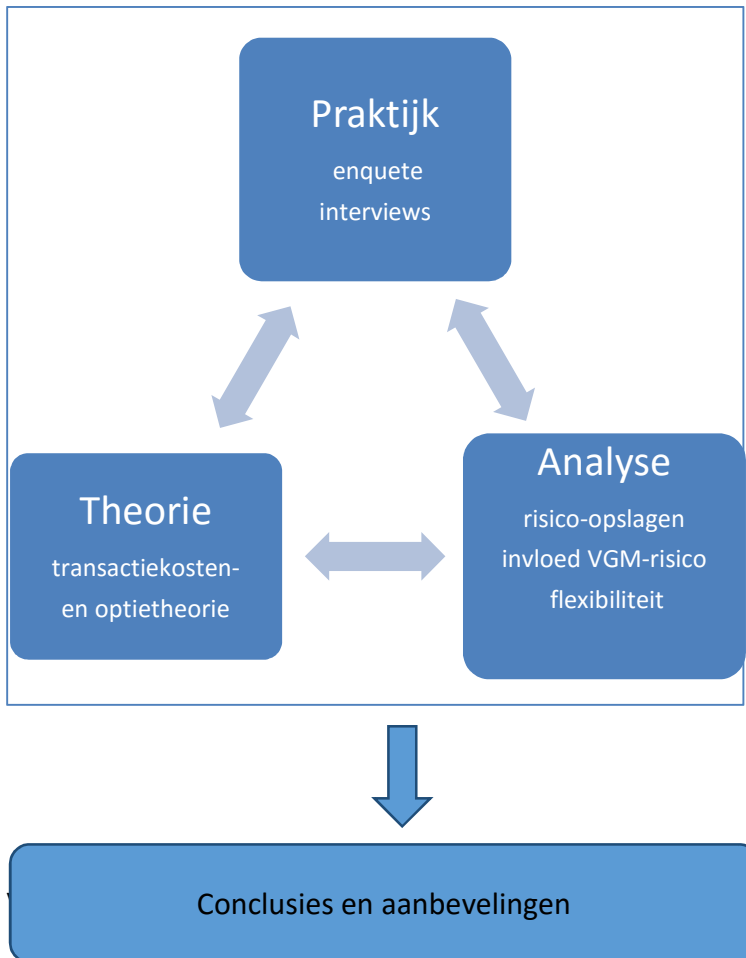 Praktijk
enquete
interviews
Theorie
transactiekosten-
en optietheorie
Analyse
risico-opslagen
invloed VGM-risico
flexibiliteit
Conclusies en aanbevelingen